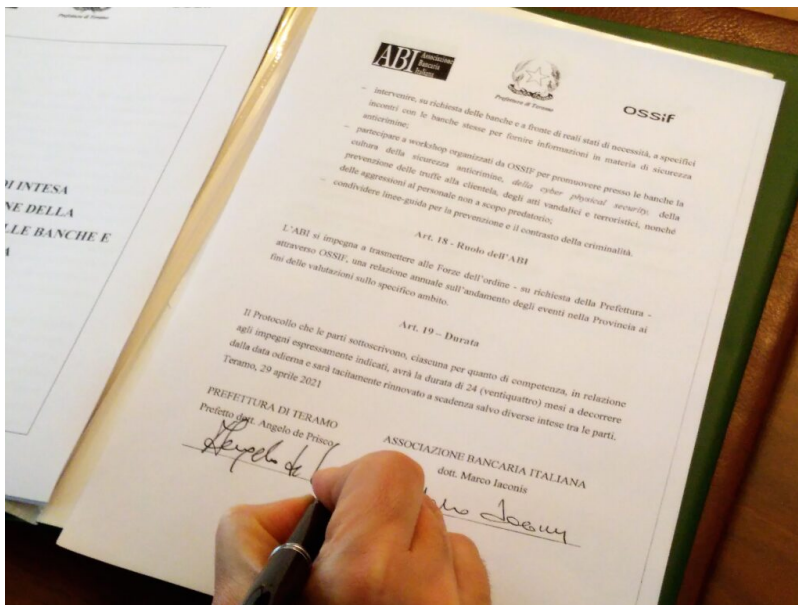 Prefettura di Teramo
DI INTESA
NE DELLA
LLE BANCHE E
A
ABI Associazione
Bancaria
Italiana
Prefettura di Teramo
OSSIF
– intervenire, su richiesta delle banche e a fronte di reali stati di necessità, a specifici
incontri con le banche stesse per fornire informazioni in materia di sicurezza
anticrimine;
– partecipare a workshop organizzati da OSSIF per promuovere presso le banche la
cultura della sicurezza anticrimine, della cyber physical security, della
prevenzione delle truffe alla clientela, degli atti vandalici e terroristici, nonché
delle aggressioni al personale non a scopo predatorio;
– condividere linee-guida per la prevenzione e il contrasto della criminalità.
Art. 18 - Ruolo dell'ABI
L'ABI si impegna a trasmettere alle Forze dell'ordine - su richiesta della Prefettura -
attraverso OSSIF, una relazione annuale sull'andamento degli eventi nella Provincia ai
fini delle valutazioni sullo specifico ambito.
Art. 19 – Durata
Il Protocollo che le parti sottoscrivono, ciascuna per quanto di competenza, in relazione
agli impegni espressamente indicati, avrà la durata di 24 (ventiquattro) mesi a decorrere
dalla data odierna e sarà tacitamente rinnovato a scadenza salvo diverse intese tra le parti.
Teramo, 29 aprile 2021
PREFETTURA DI TERAMO
Prefetto dott. Angelo de Prisco
Angelo de
ASSOCIAZIONE BANCARIA ITALIANA
dott. Marco Iaconis